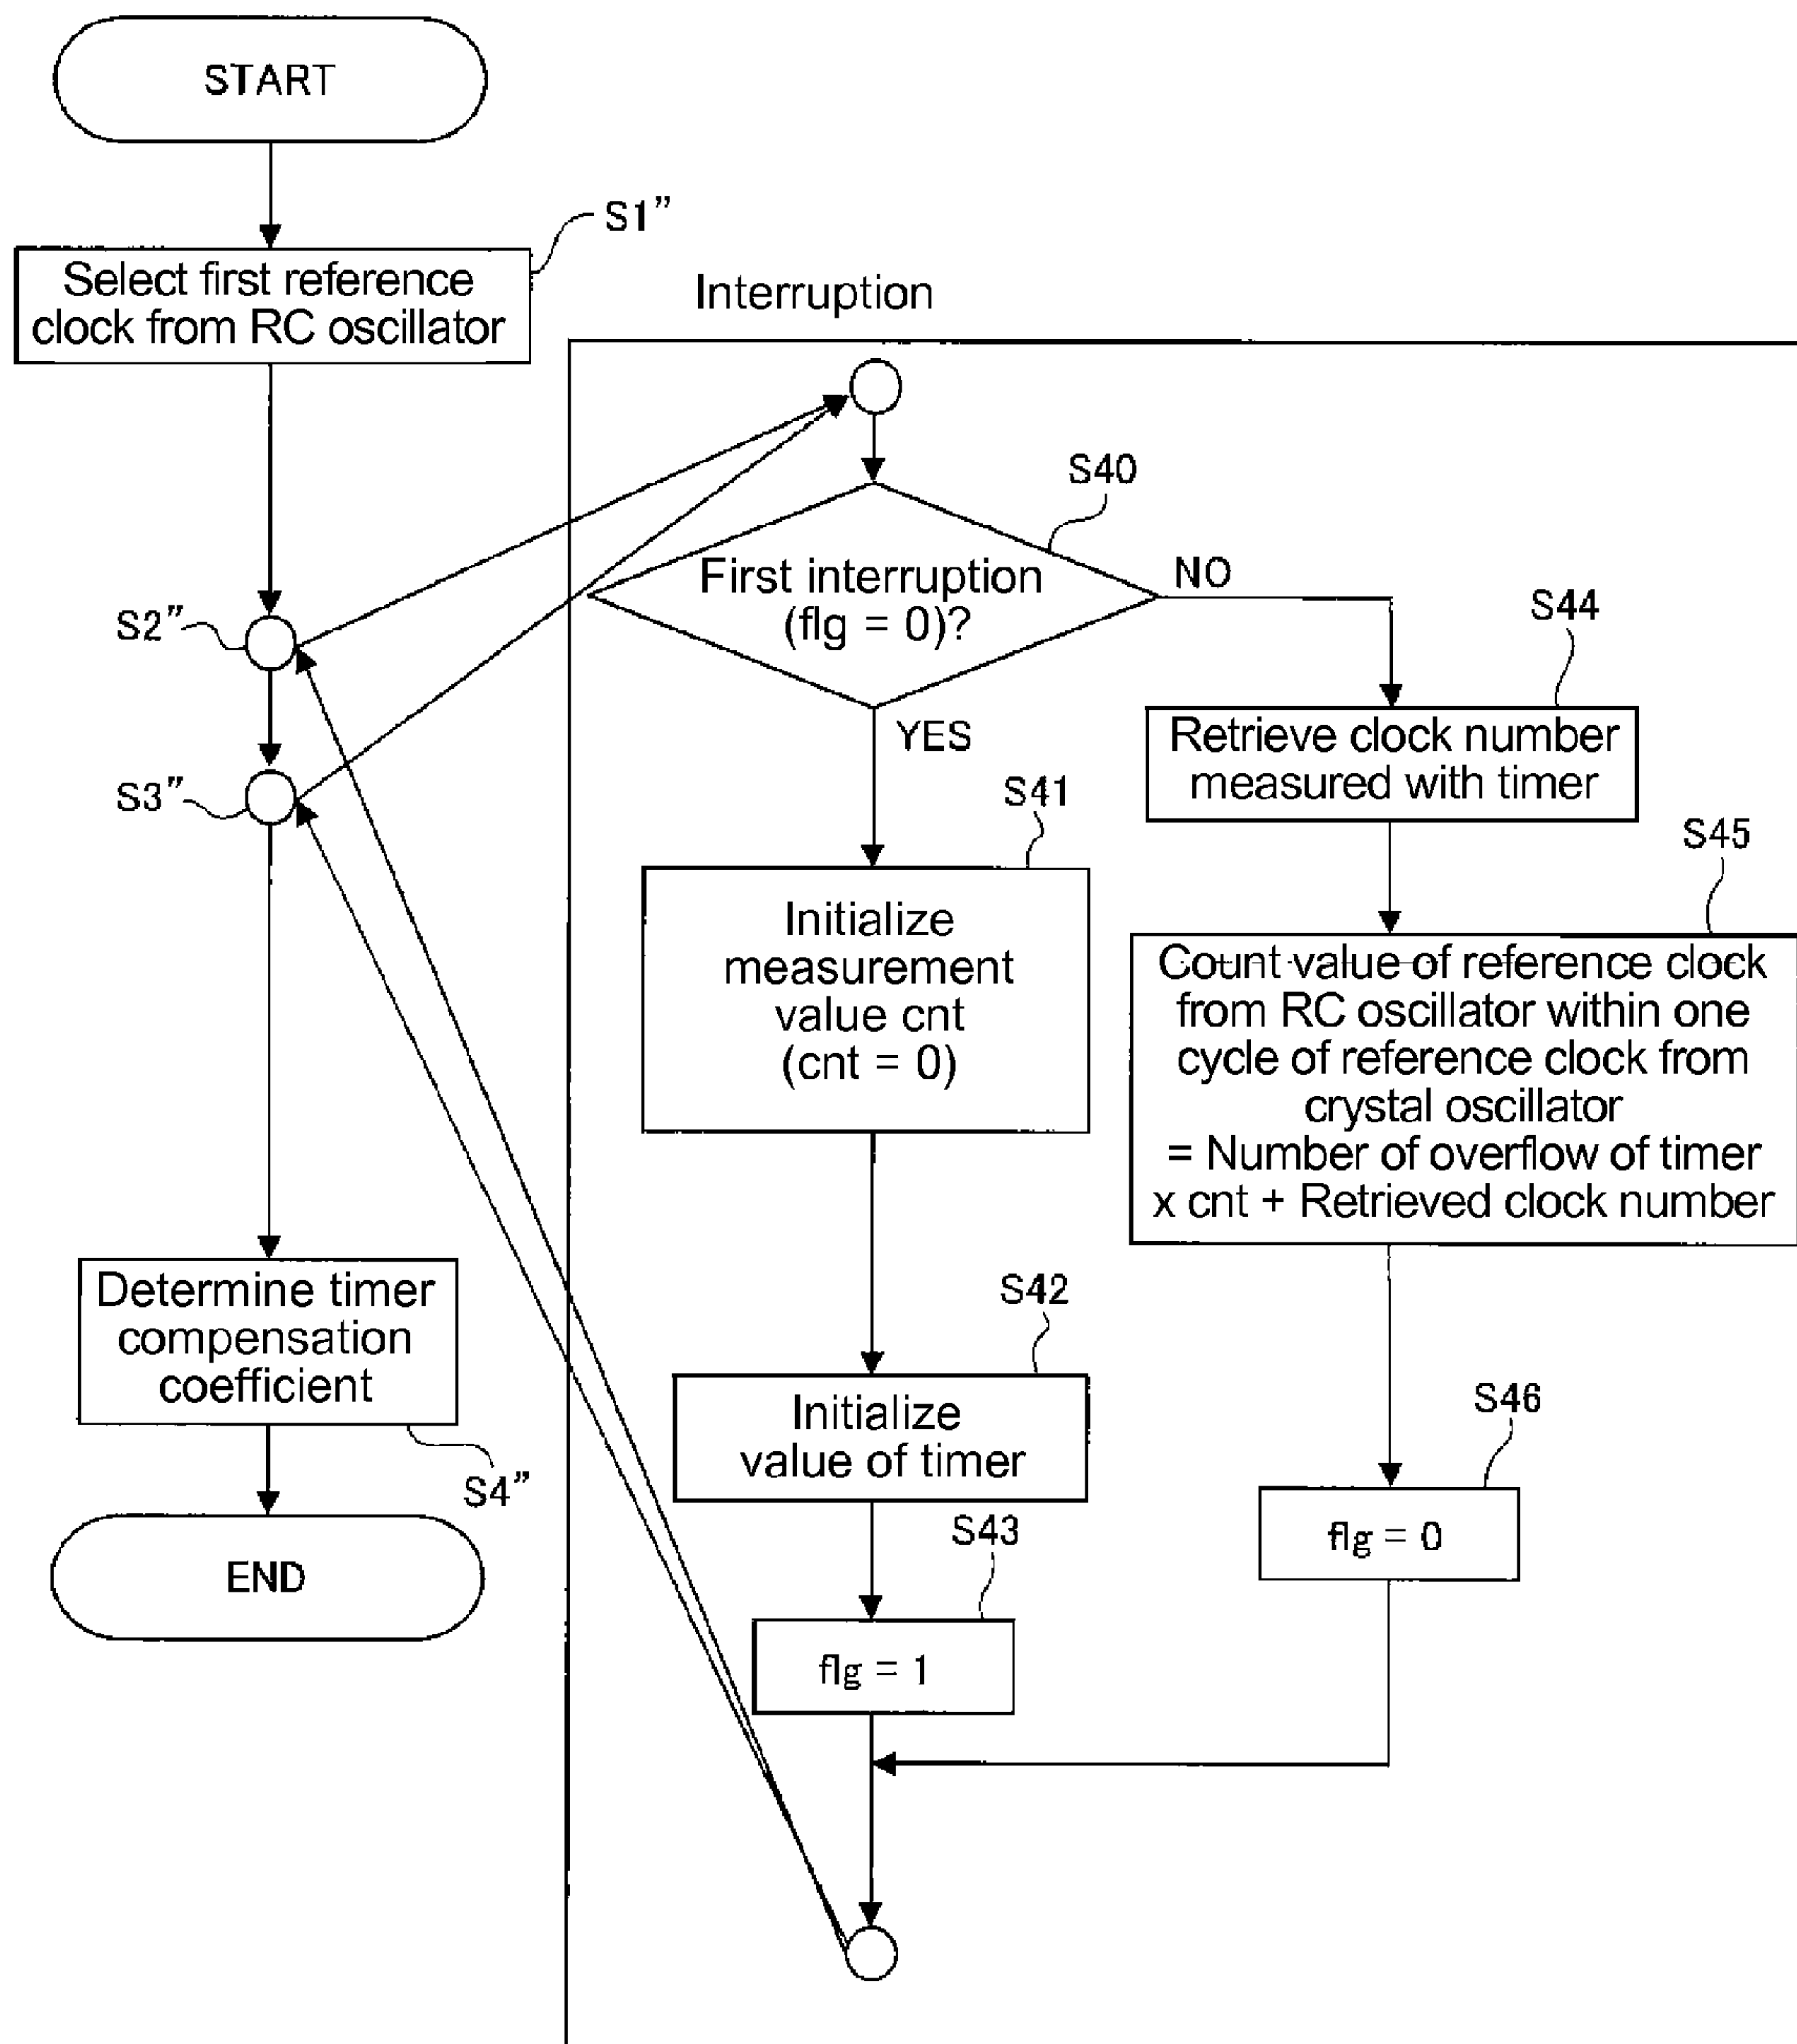 START
S1”
Select first reference
clock from RC oscillator
Interruption
S40
First interruption
(flg = 0)?
NO
YES
S2”
S3”
S44
Retrieve clock number
measured with timer
S41
Initialize
measurement
value cnt
(cnt = 0)
S45
Count value of reference clock
from RC oscillator within one
cycle of reference clock from
crystal oscillator
= Number of overflow of timer
x cnt + Retrieved clock number
Determine timer
compensation
coefficient
S4”
S42
Initialize
value of timer
S46
flg = 0
S43
flg = 1
END